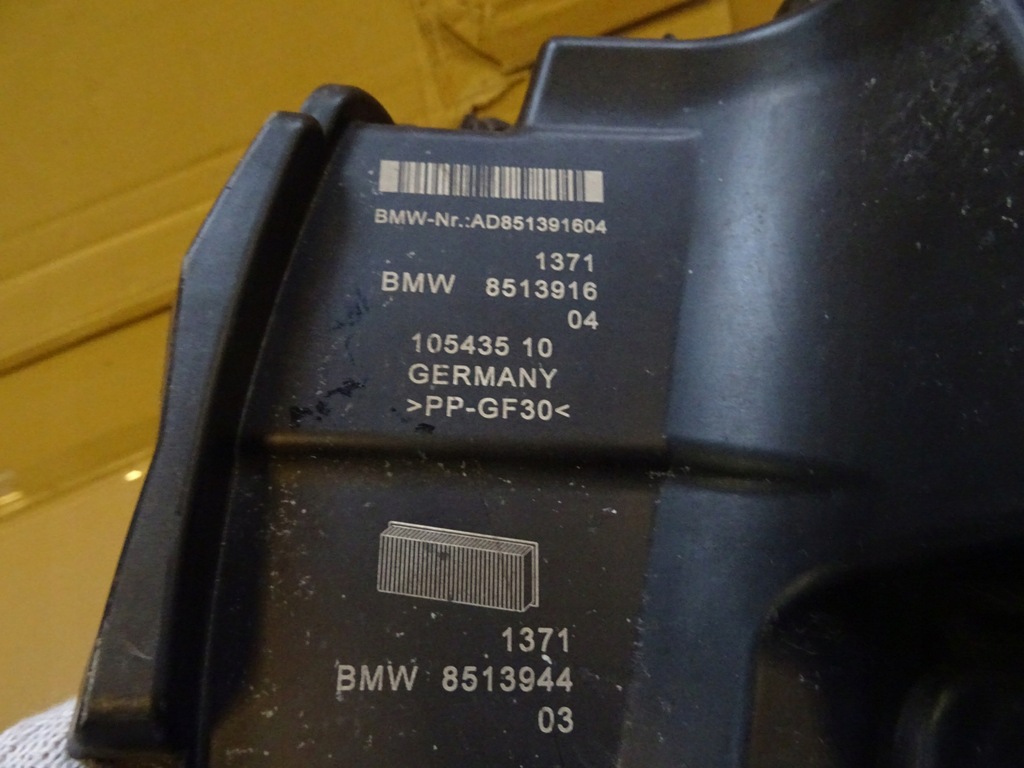 BMW-Nr.:AD851391604
1371
BMW 8513916
04
105435 10
GERMANY
>PP-GF30<
1371
BMW 8513944
03